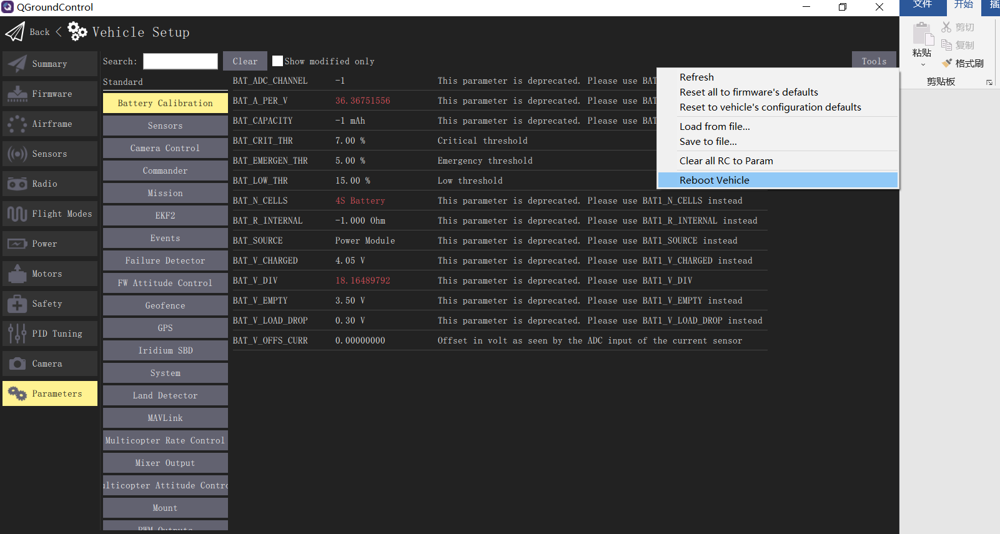 QGroundControl
文件 开始 插
Back Vehicle Setup
剪切
粘贴
复制
格式刷
剪贴板
Summary
Firmware
Airframe
Sensors
Radio
Flight Modes
Power
Motors
Safety
PID Tuning
Camera
Parameters
Search: Clear Show modified only Tools
Standard
Battery Calibration
Sensors
Camera Control
Commander
Mission
EKF2
Events
Failure Detector
FW Attitude Control
Geofence
GPS
Iridium SBD
System
Land Detector
MAVLink
Multicopter Rate Control
Mixer Output
lticopter Attitude Contro
Mount
PWM Outputs
BAT_ADC_CHANNEL -1 This parameter is deprecated. Please use BAT
BAT_A_PER_V 36.36751556 This parameter is deprecated. Please use BAT
BAT_CAPACITY -1 mAh This parameter is deprecated. Please use BAT
BAT_CRIT_THR 7.00 % Critical threshold
BAT_EMERGEN_THR 5.00 % Emergency threshold
BAT_LOW_THR 15.00 % Low threshold
BAT_N_CELLS 4S Battery This parameter is deprecated. Please use BAT1_N_CELLS instead
BAT_R_INTERNAL -1.000 Ohm This parameter is deprecated. Please use BAT1_R_INTERNAL instead
BAT_SOURCE Power Module This parameter is deprecated. Please use BAT1_SOURCE instead
BAT_V_CHARGED 4.05 V This parameter is deprecated. Please use BAT1_V_CHARGED instead
BAT_V_DIV 18.16489792 This parameter is deprecated. Please use BAT1_V_DIV
BAT_V_EMPTY 3.50 V This parameter is deprecated. Please use BAT1_V_EMPTY instead
BAT_V_LOAD_DROP 0.30 V This parameter is deprecated. Please use BAT1_V_LOAD_DROP instead
BAT_V_OFFS_CURR 0.00000000 Offset in volt as seen by the ADC input of the current sensor
Refresh
Reset all to firmware's defaults
Reset to vehicle's configuration defaults
Load from file...
Save to file...
Clear all RC to Param
Reboot Vehicle